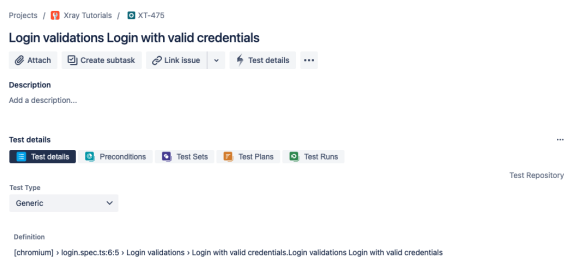 Projects / Xray Tutorials / XT-475
Login validations Login with valid credentials
Attach Create subtask Link issue Test details
Description
Add a description...
Test details
Test details Preconditions Test Sets Test Plans Test Runs
Test Repository
Test Type
Generic
Definition
[chromium] › login.spec.ts:6:5 › Login validations › Login with valid credentials.Login validations Login with valid credentials